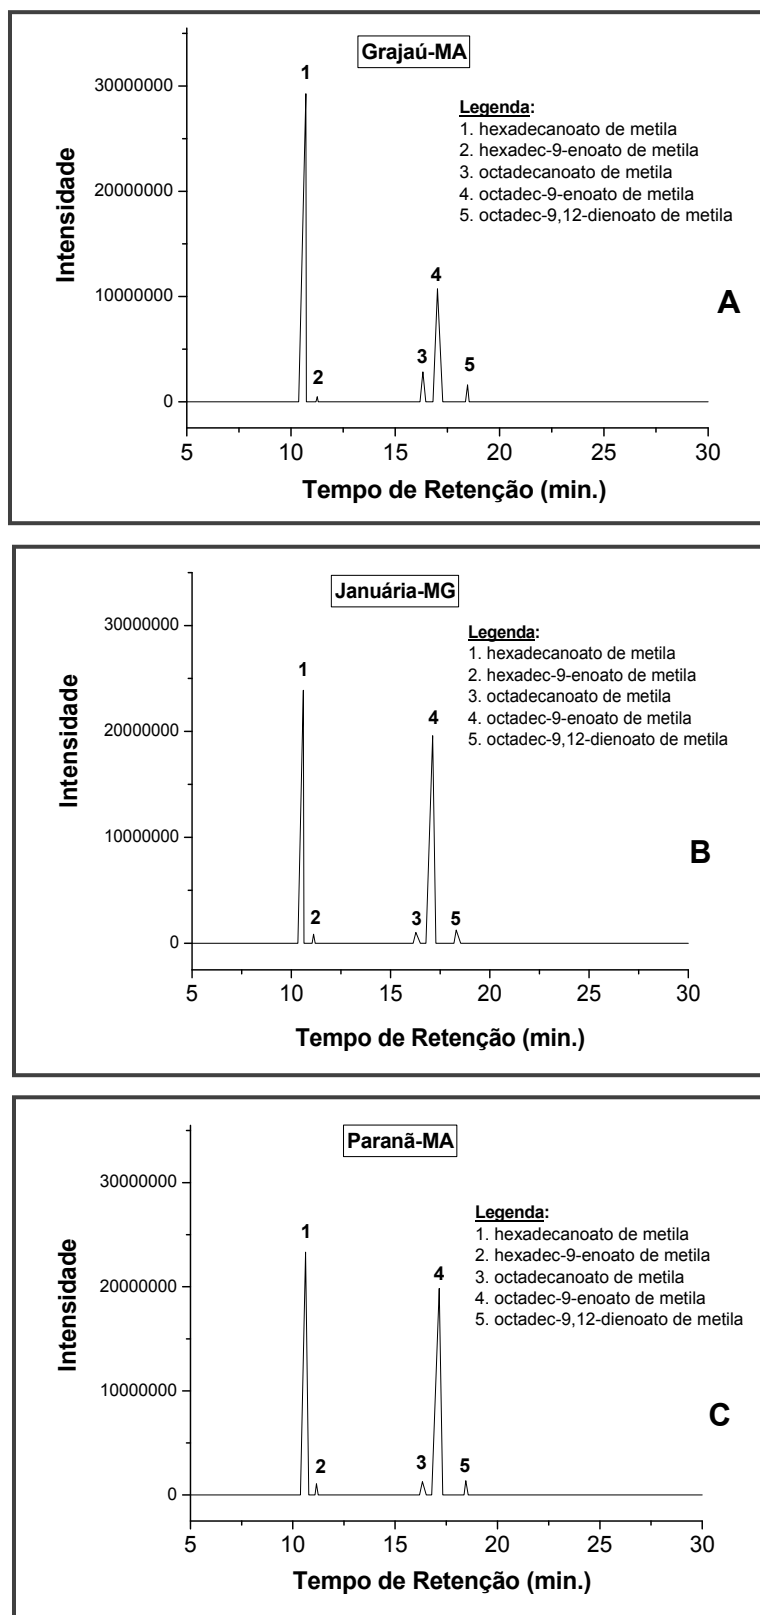 Grajaú-MA
Legenda:
1. hexadecanoato de metila
2. hexadec-9-enoato de metila
3. octadecanoato de metila
4. octadec-9-enoato de metila
5. octadec-9,12-dienoato de metila
A
Intensidade
30000000
20000000
10000000
0
1
2
3
4
5
5 10 15 20 25 30
Tempo de Retenção (min.)
Januária-MG
Legenda:
1. hexadecanoato de metila
2. hexadec-9-enoato de metila
3. octadecanoato de metila
4. octadec-9-enoato de metila
5. octadec-9,12-dienoato de metila
B
Intensidade
30000000
20000000
10000000
0
1
2
3
4
5
5 10 15 20 25 30
Tempo de Retenção (min.)
Paranã-MA
Legenda:
1. hexadecanoato de metila
2. hexadec-9-enoato de metila
3. octadecanoato de metila
4. octadec-9-enoato de metila
5. octadec-9,12-dienoato de metila
C
Intensidade
30000000
20000000
10000000
0
1
2
3
4
5
5 10 15 20 25 30
Tempo de Retenção (min.)